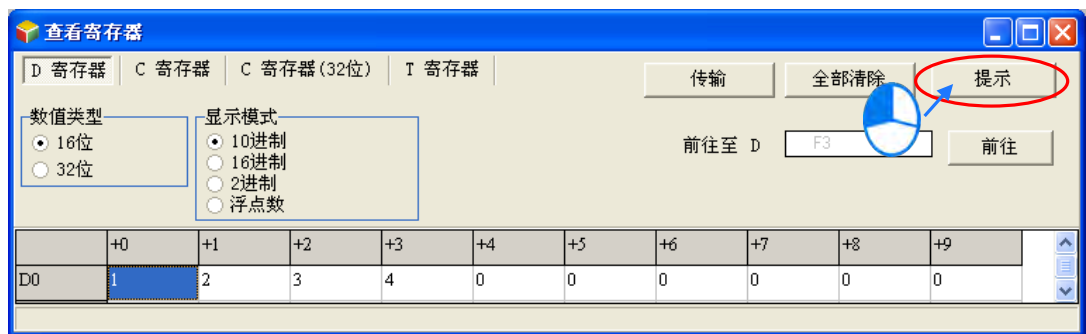 查看寄存器
D 寄存器 C 寄存器 C 寄存器(32位) T 寄存器
传输 全部清除 提示
数值类型
16位
32位
显示模式
10进制
16进制
2进制
浮点数
前往至 D F3 前往
+0 +1 +2 +3 +4 +5 +6 +7 +8 +9
D0 1 2 3 4 0 0 0 0 0 0